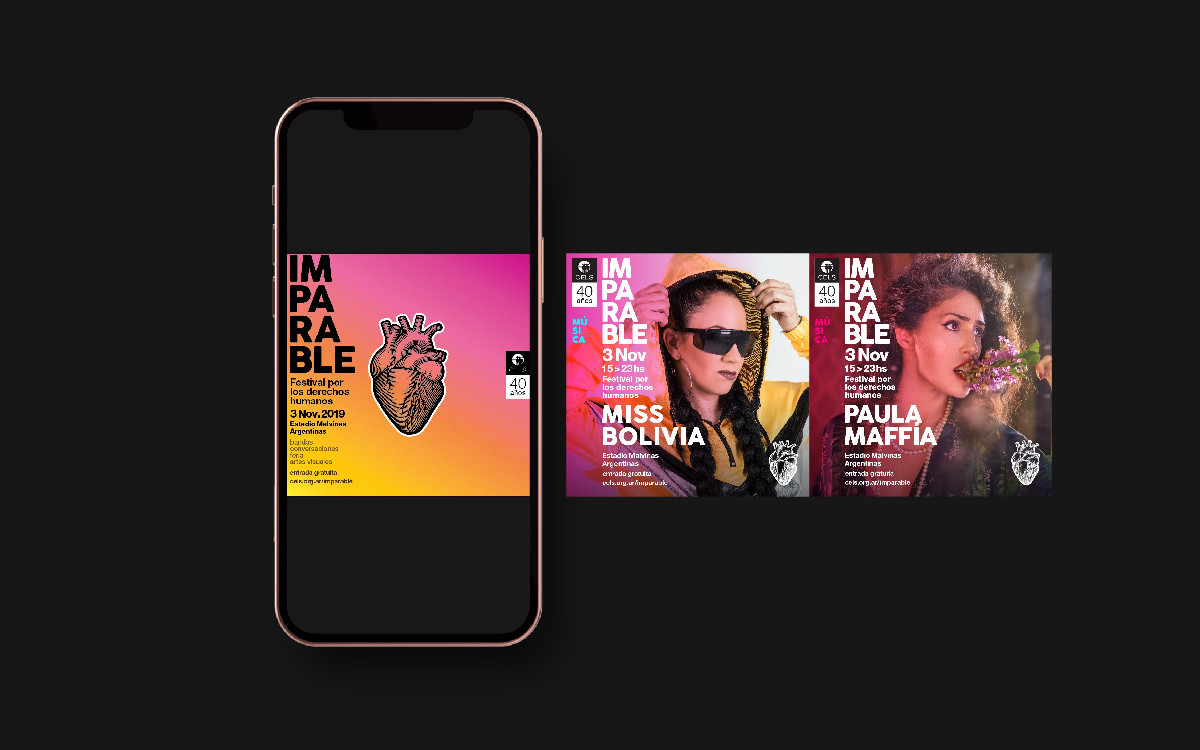 IM
PA
RA
BLE
Festival por
los derechos
humanos
3 Nov. 2019
Estadio Malvinas
Argentinas
bandas
conversaciones
feria
artes visuales
entrada gratuita
cels.org.ar/imparable
CELS
40
años
CELS
40
años
MÚ
SI
CA
IM
PA
RA
BLE
3 Nov
15 > 23hs
Festival por
los derechos
humanos
MISS
BOLIVIA
Estadio Malvinas
Argentinas
entrada gratuita
cels.org.ar/imparable
CELS
40
años
MÚ
SI
CA
IM
PA
RA
BLE
3 Nov
15 > 23hs
Festival por
los derechos
humanos
PAULA
MAFFÍA
Estadio Malvinas
Argentinas
entrada gratuita
cels.org.ar/imparable